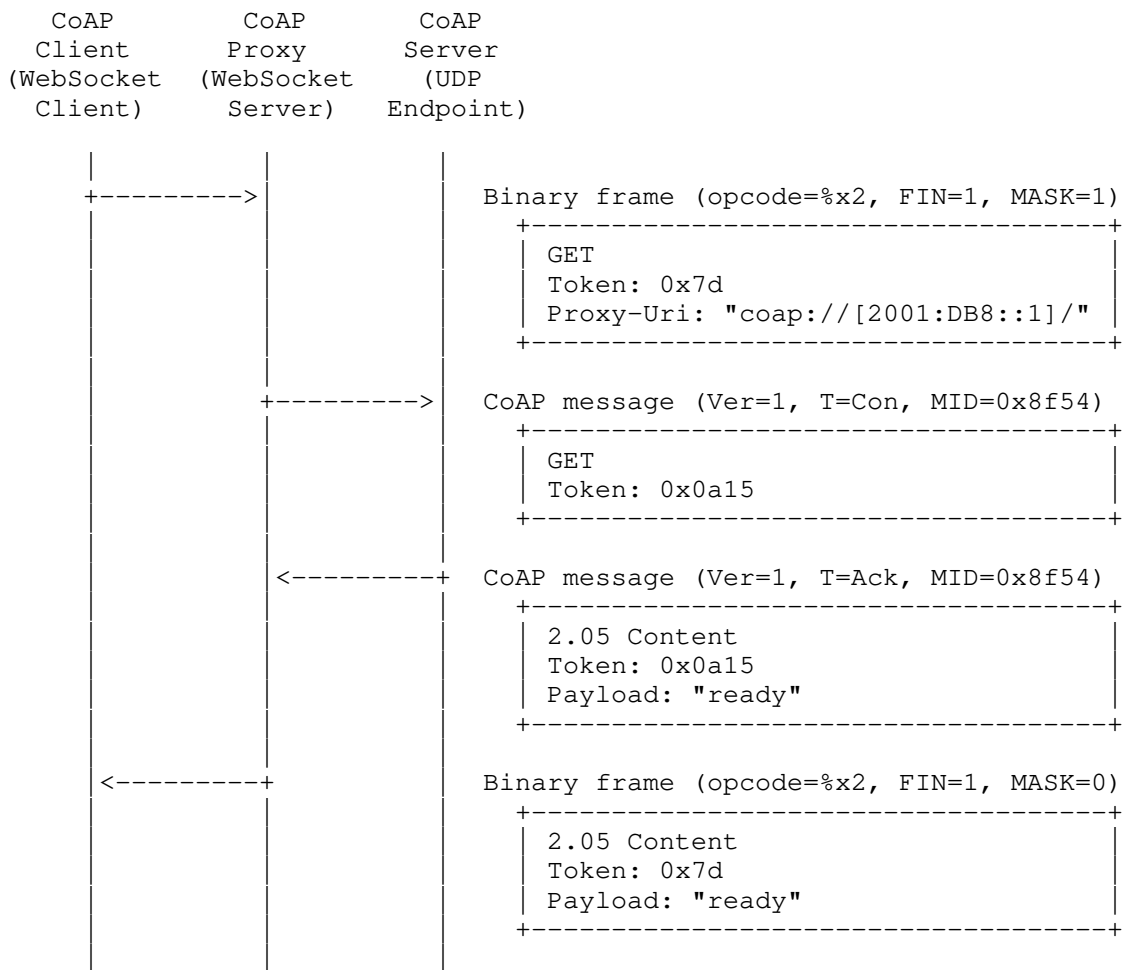 CoAP CoAP CoAP
Client Proxy Server
(WebSocket (WebSocket (UDP
Client) Server) Endpoint)
Binary frame (opcode=%x2, FIN=1, MASK=1)
GET
Token: 0x7d
Proxy-Uri: "coap://[2001:DB8::1]/"
CoAP message (Ver=1, T=Con, MID=0x8f54)
GET
Token: 0x0a15
CoAP message (Ver=1, T=Ack, MID=0x8f54)
2.05 Content
Token: 0x0a15
Payload: "ready"
Binary frame (opcode=%x2, FIN=1, MASK=0)
2.05 Content
Token: 0x7d
Payload: "ready"